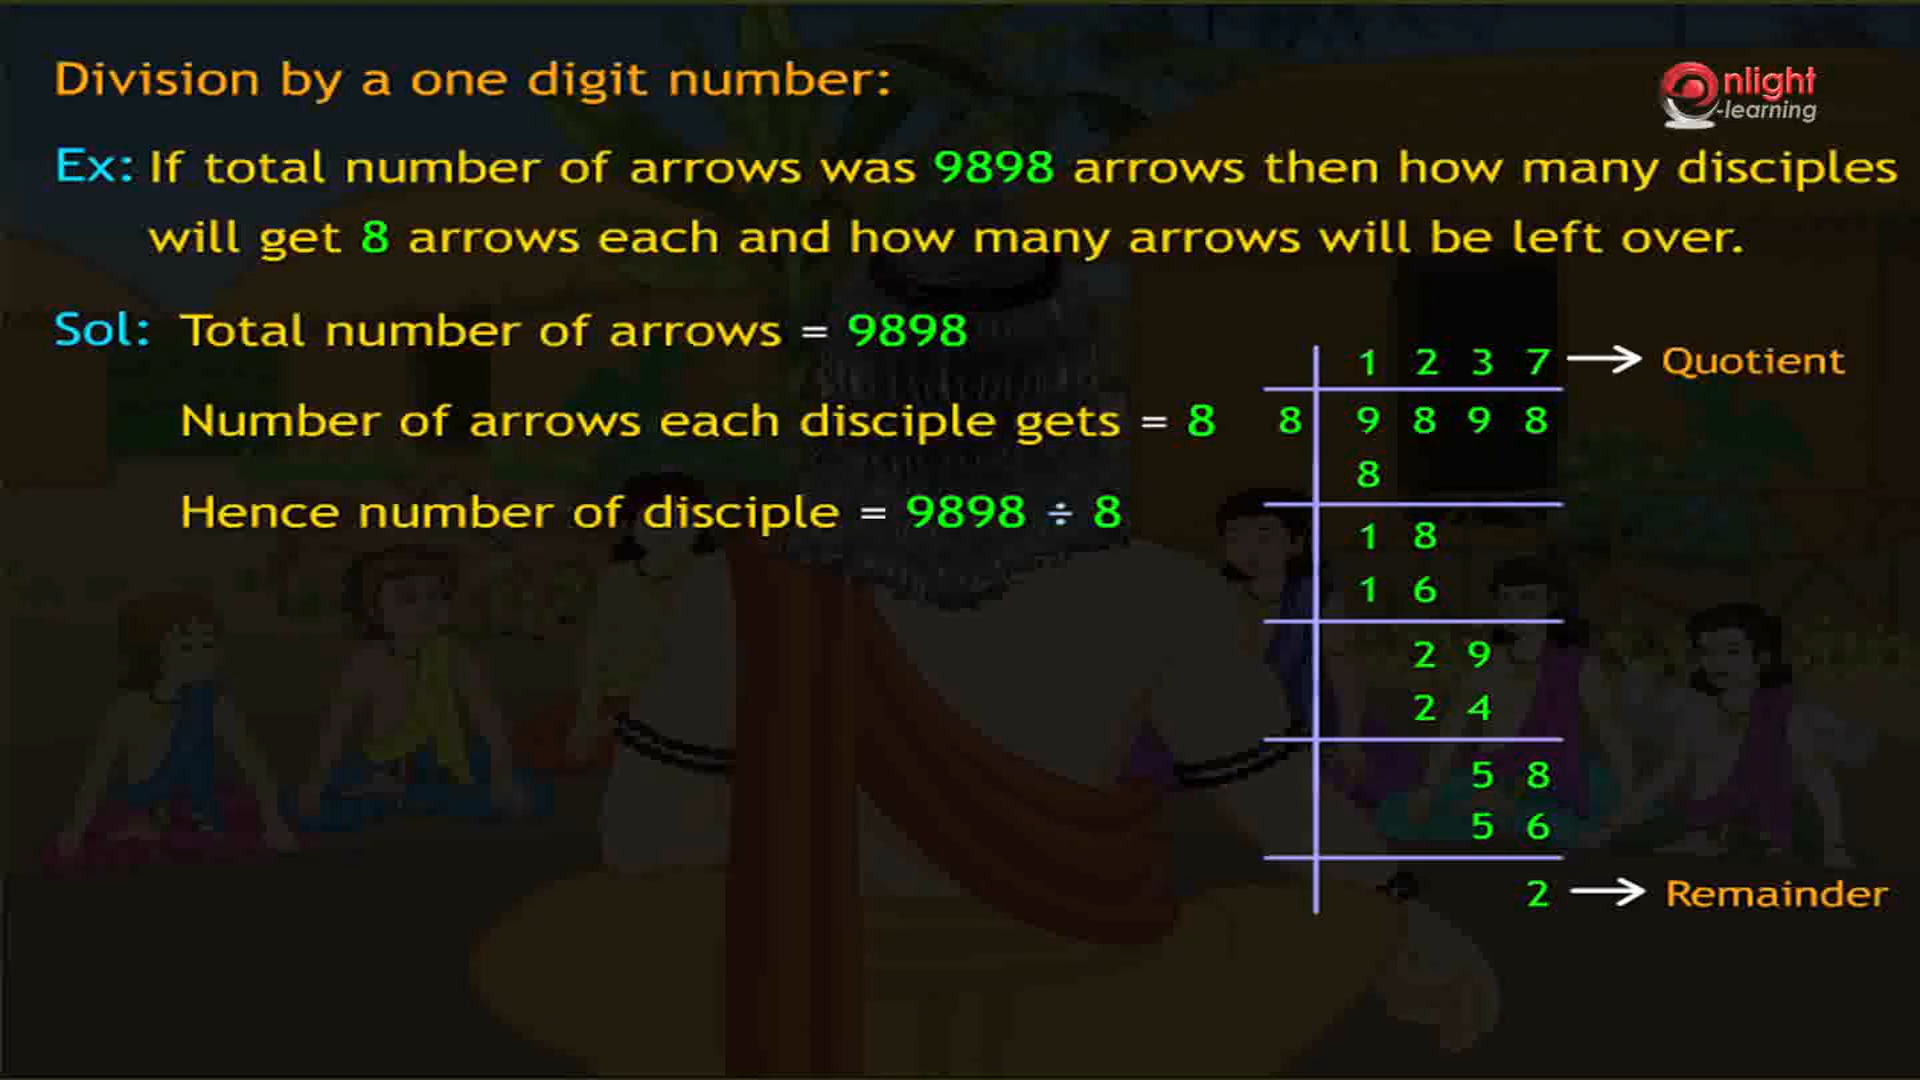 Division by a one digit number:
nlight
-learning
Ex: If total number of arrows was 9898 arrows then how many disciples
will get 8 arrows each and how many arrows will be left over.
Sol: Total number of arrows = 9898
Number of arrows each disciple gets = 8
Hence number of disciple = 9898 ÷ 8
1 2 3 7 → Quotient
8 9 8 9 8
8
1 8
1 6
2 9
2 4
5 8
5 6
2 → Remainder